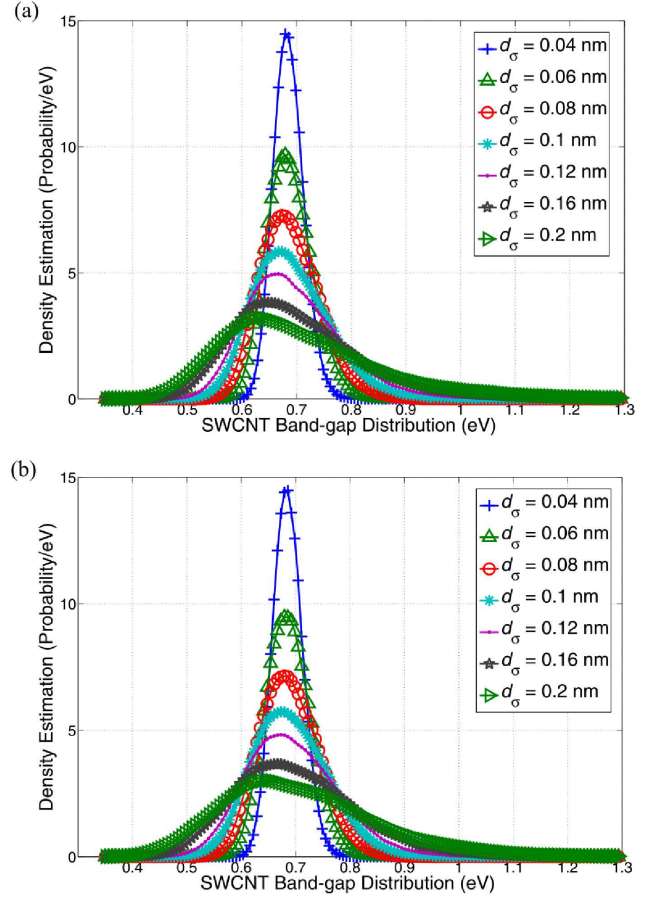 (a)
15
10
5
0
Density Estimation (Probability/eV)
dσ = 0.04 nm
dσ = 0.06 nm
dσ = 0.08 nm
dσ = 0.1 nm
dσ = 0.12 nm
dσ = 0.16 nm
dσ = 0.2 nm
0.4 0.5 0.6 0.7 0.8 0.9 1 1.1 1.2 1.3
SWCNT Band-gap Distribution (eV)
(b)
15
10
5
0
Density Estimation (Probability/eV)
dσ = 0.04 nm
dσ = 0.06 nm
dσ = 0.08 nm
dσ = 0.1 nm
dσ = 0.12 nm
dσ = 0.16 nm
dσ = 0.2 nm
0.4 0.5 0.6 0.7 0.8 0.9 1 1.1 1.2 1.3
SWCNT Band-gap Distribution (eV)